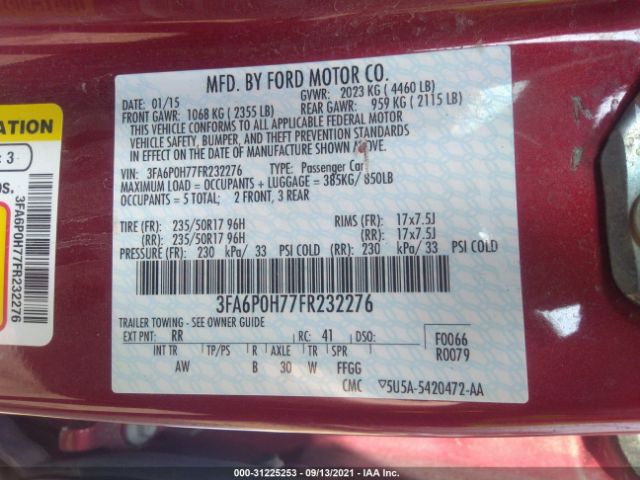 MFD. BY FORD MOTOR CO.
DATE: 01/15 GVWR: 2023 KG ( 4460 LB)
FRONT GAWR: 1068 KG ( 2355 LB) REAR GAWR: 959 KG ( 2115 LB)
THIS VEHICLE CONFORMS TO ALL APPLICABLE FEDERAL MOTOR
VEHICLE SAFETY, BUMPER, AND THEFT PREVENTION STANDARDS
IN EFFECT ON THE DATE OF MANUFACTURE SHOWN ABOVE.
VIN: 3FA6P0H77FR232276 TYPE: Passenger Car
MAXIMUM LOAD = OCCUPANTS + LUGGAGE = 385KG/ 850LB
OCCUPANTS = 5 TOTAL; 2 FRONT, 3 REAR
TIRE (FR): 235/50R17 96H RIMS (FR): 17x7.5J
(RR): 235/50R17 96H (RR): 17x7.5J
PRESSURE (FR): 230 kPa/ 33 PSI COLD (RR): 230 kPa/ 33 PSI COLD
3FA6P0H77FR232276
TRAILER TOWING - SEE OWNER GUIDE
EXT PNT: RR RC: 41 DSO: F0066
INT TR TP/PS R AXLE TR SPR R0079
AW B 30 W FFGG
CMC 5U5A-5420472-AA
: 3
3FA6P0H77FR232276
000-31225253 - 09/13/2021 - IAA Inc.